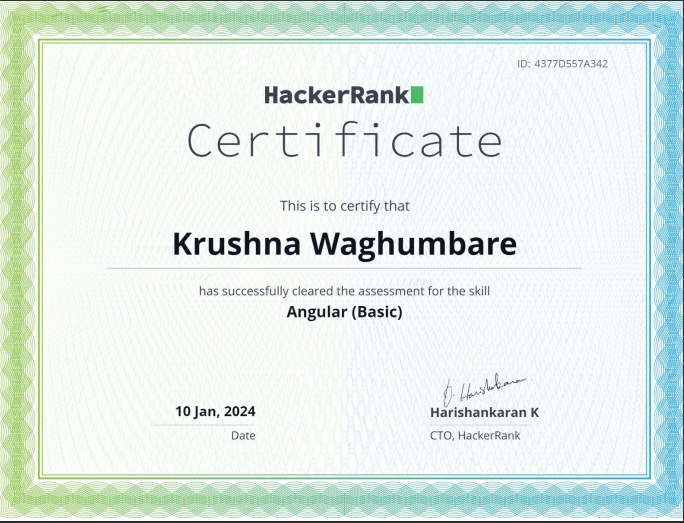 ID: 4377D557A342
HackerRank
Certificate
This is to certify that
Krushna Waghumbare
has successfully cleared the assessment for the skill
Angular (Basic)
D. Harishankaran.
10 Jan, 2024
Harishankaran K
Date
CTO, HackerRank